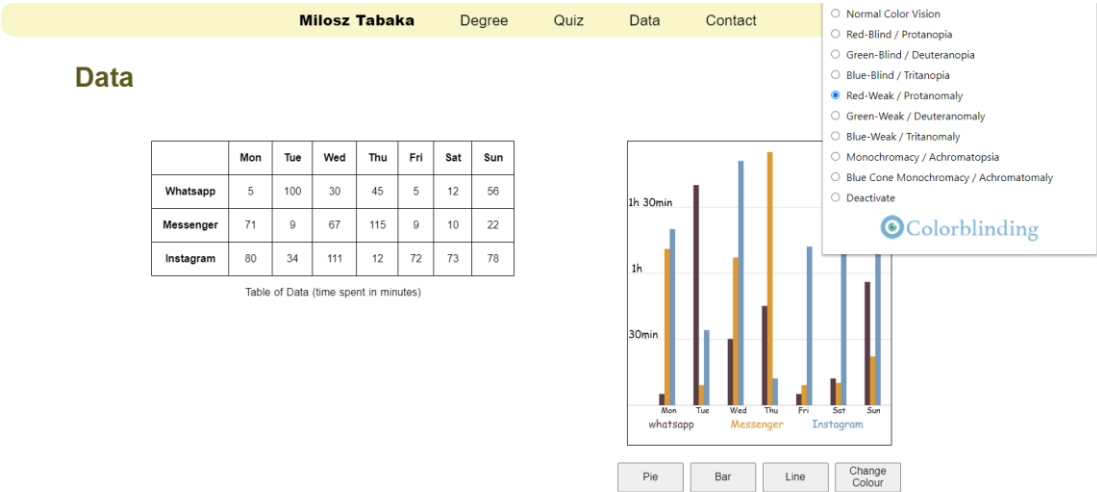 Milosz Tabaka Degree Quiz Data Contact
Normal Color Vision
Red-Blind / Protanopia
Green-Blind / Deuteranopia
Blue-Blind / Tritanopia
Red-Weak / Protanomaly
Green-Weak / Deuteranomaly
Blue-Weak / Tritanomaly
Monochromacy / Achromatopsia
Blue Cone Monochromacy / Achromatomaly
Deactivate
Colorblinding
Data
Mon Tue Wed Thu Fri Sat Sun
Whatsapp 5 100 30 45 5 12 56
Messenger 71 9 67 115 9 10 22
Instagram 80 34 111 12 72 73 78
Table of Data (time spent in minutes)
1h 30min
1h
30min
Mon Tue Wed Thu Fri Sat Sun
whatsapp Messenger Instagram
Pie Bar Line Change
Colour